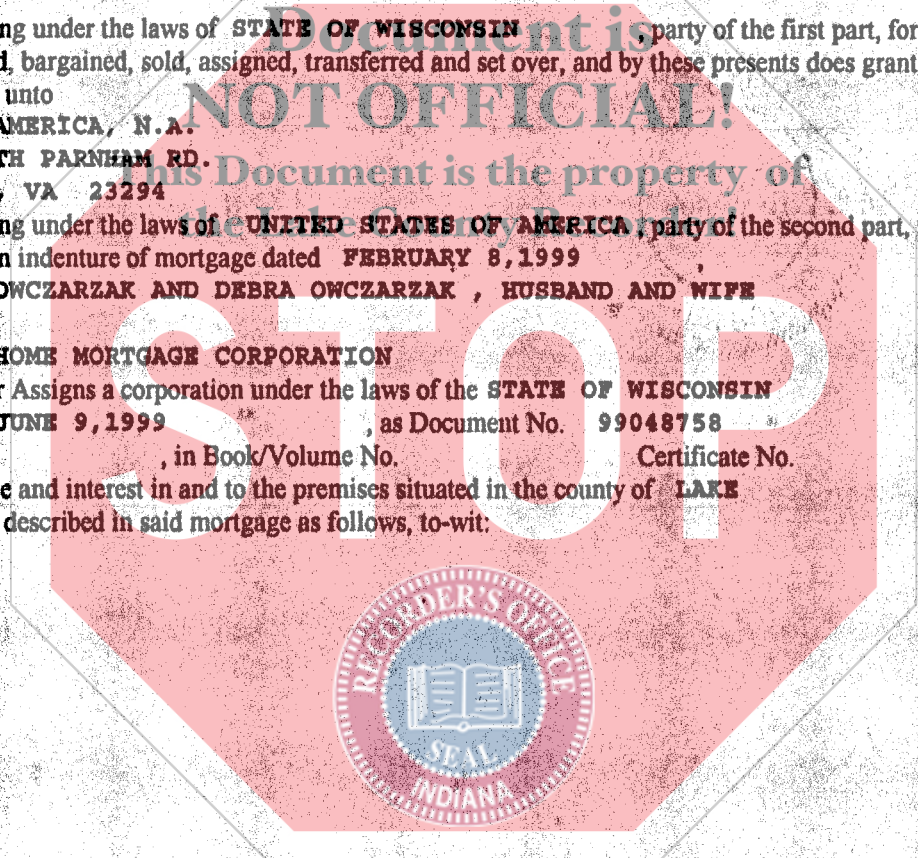 ng under the laws of STATE OF WISCONSIN , party of the first part, for
Document is
d, bargained, sold, assigned, transferred and set over, and by these presents does grant
unto
NOT OFFICIAL!
AMERICA, N.A.
TH PARNHAM RD.
This Document is the property of
, VA 23294
the Lake County Recorder!
ng under the laws of UNITED STATES OF AMERICA , party of the second part,
n indenture of mortgage dated FEBRUARY 8,1999 ,
OWCZARZAK AND DEBRA OWCZARZAK , HUSBAND AND WIFE
HOME MORTGAGE CORPORATION
r Assigns a corporation under the laws of the STATE OF WISCONSIN
JUNE 9,1999 , as Document No. 99048758
, in Book/Volume No. Certificate No.
e and interest in and to the premises situated in the county of LAKE
described in said mortgage as follows, to-wit:
STOP
RECORDER'S OFFICE
SEAL
INDIANA